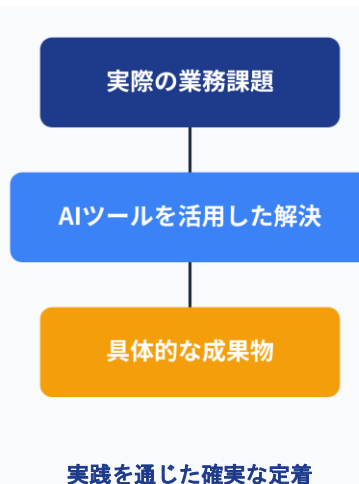 実際の業務課題
AIツールを活用した解決
具体的な成果物
実践を通じた確実な定着